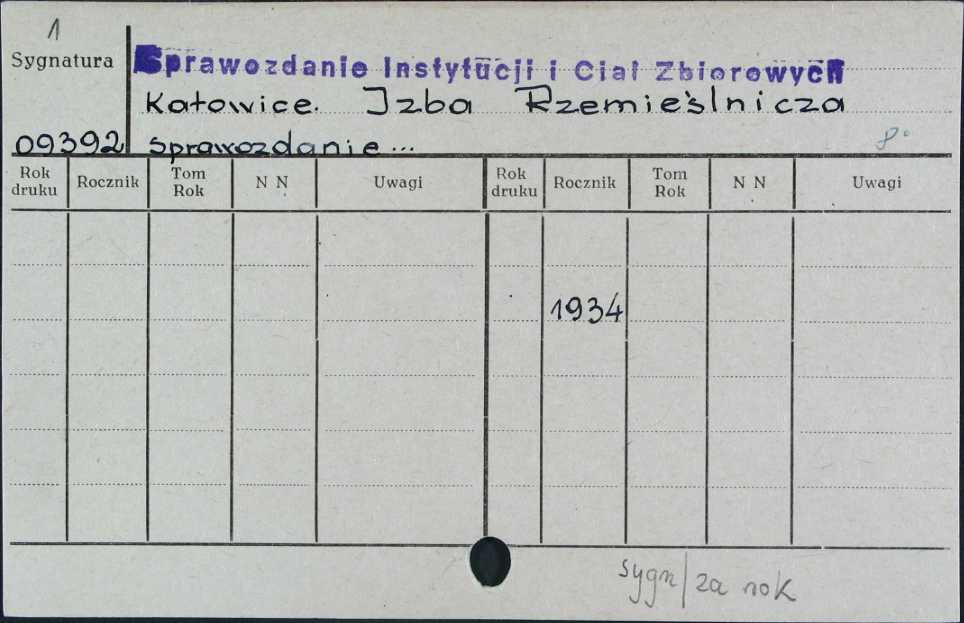 1
Sygnatura
Sprawozdanie Instytucji i Ciał Zbiorowych
Katowice. Izba Rzemieślnicza
09392 sprawozdanie ... 8°
Rok druku Rocznik Tom Rok N N Uwagi Rok druku Rocznik Tom Rok N N Uwagi
1934
sygn/za rok